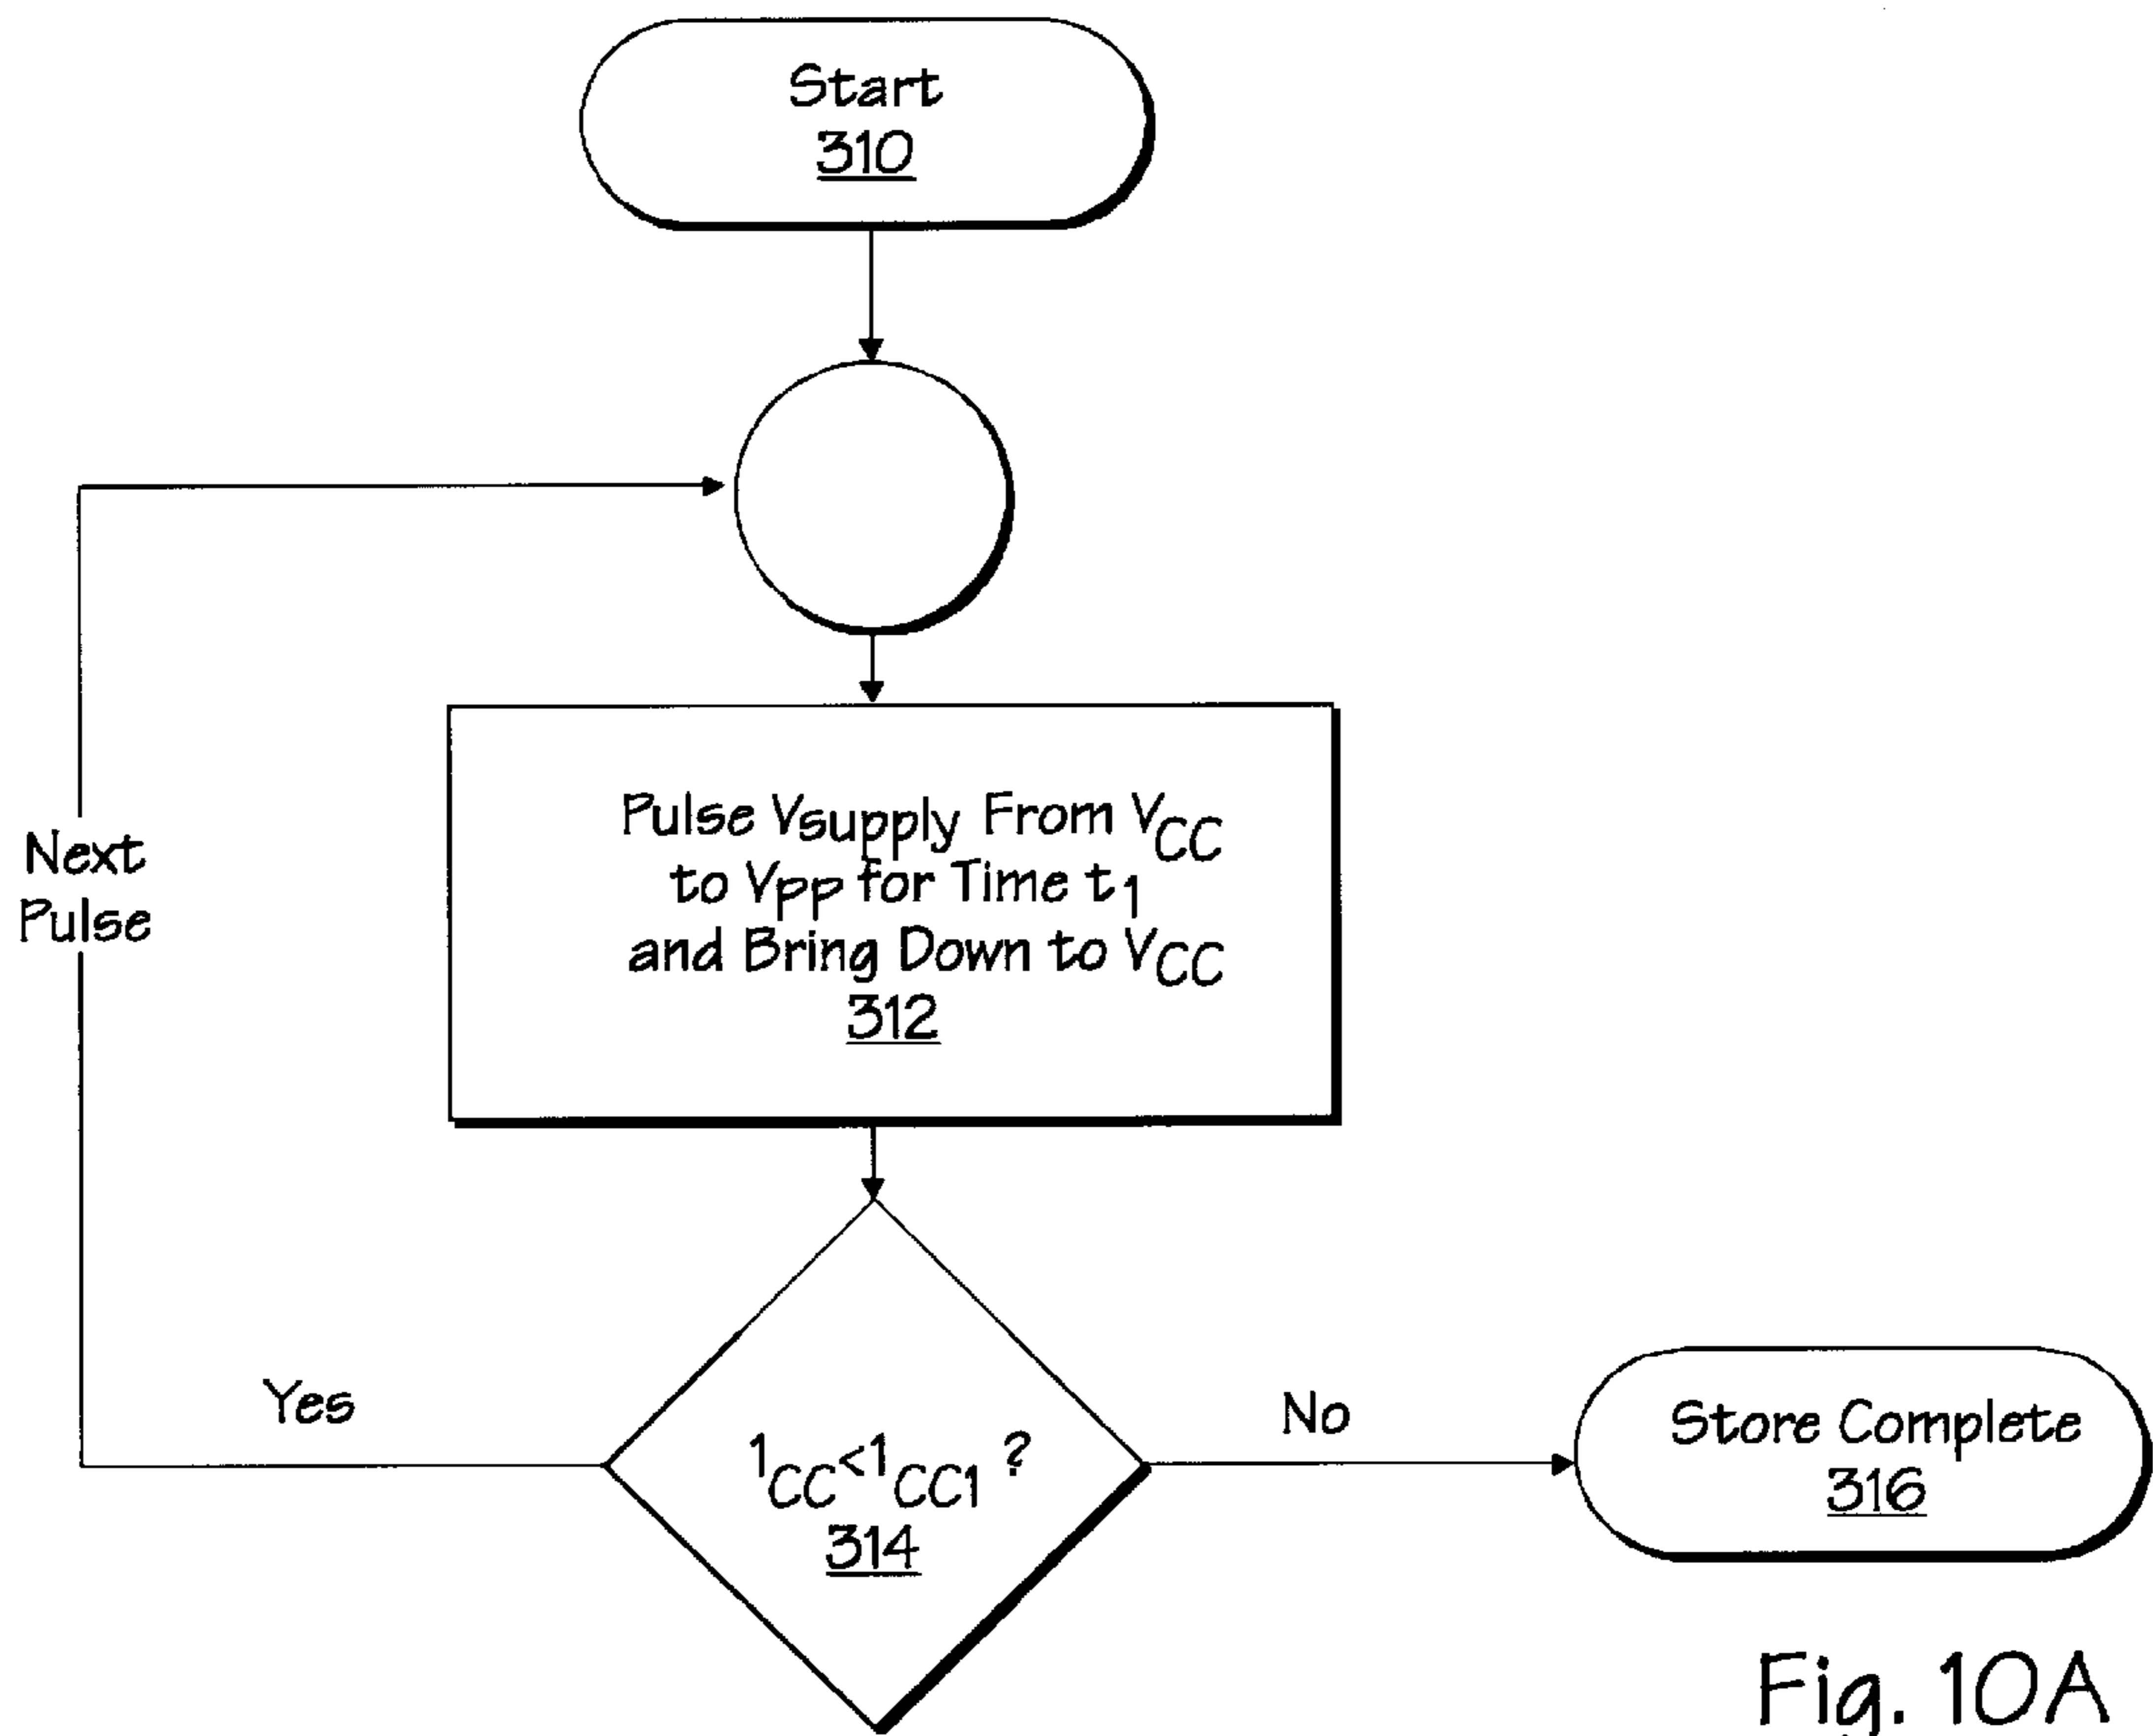 Start
310
Next
Pulse
Pulse Vsupply From VCC
to Vpp for Time t1
and Bring Down to VCC
312
Yes
1CC<1CC1 ?
314
No
Store Complete
316
Fig. 10A